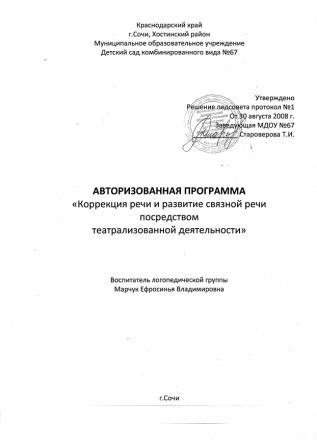 Краснодарский край
г.Сочи, Хостинский район
Муниципальное образовательное учреждение
Детский сад комбинированного вида №67
Утверждено
Решение педсовета протокол №1
От 30 августа 2008 г.
Заведующая МДОУ №67
Староверова Т.И.
АВТОРИЗОВАННАЯ ПРОГРАММА
«Коррекция речи и развитие связной речи
посредством
театрализованной деятельности»
Воспитатель логопедической группы
Марчук Ефросинья Владимировна
г.Сочи